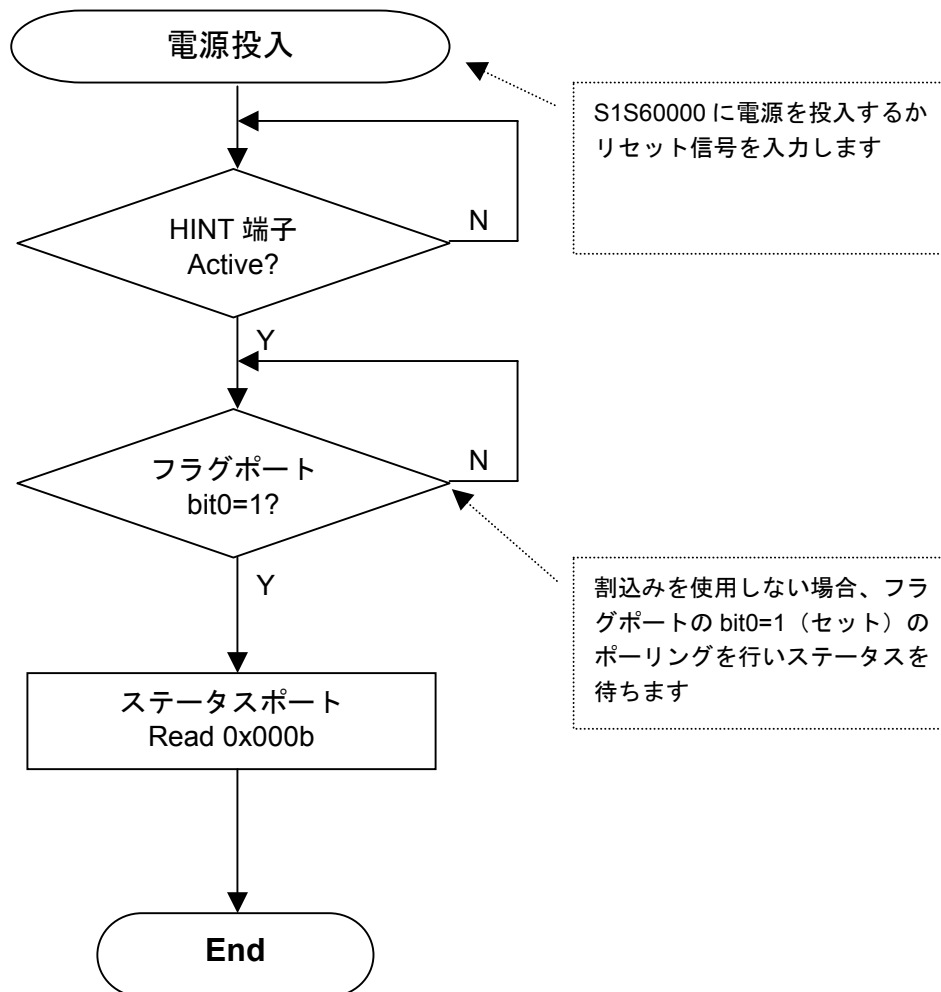 電源投入
S1S60000 に電源を投入するか
リセット信号を入力します
HINT 端子
Active?
N
Y
フラグポート
bit0=1?
N
Y
割込みを使用しない場合、フラ
グポートの bit0=1（セット）の
ポーリングを行いステータスを
待ちます
ステータスポート
Read 0x000b
End